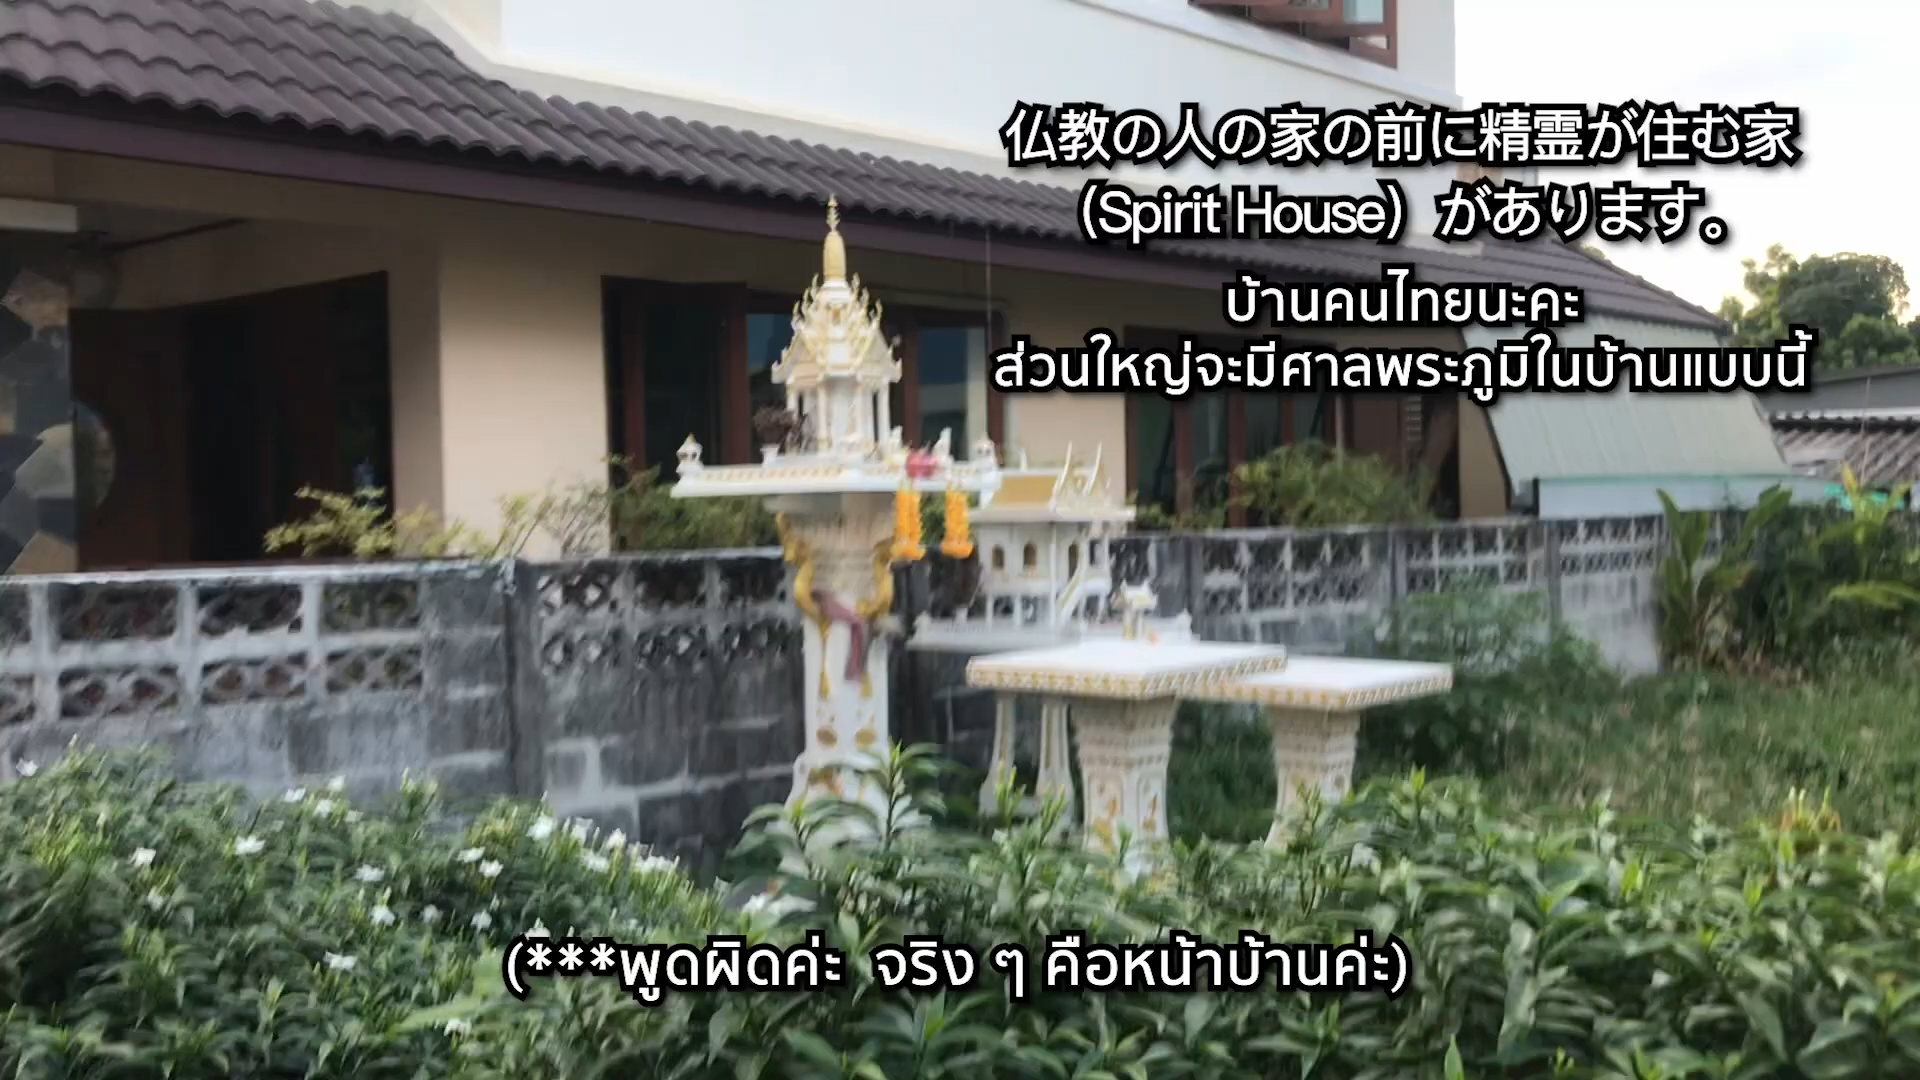 仏教の人の家の前に精霊が住む家
（Spirit House）があります。
บ้านคนไทยนะคะ
ส่วนใหญ่จะมีศาลพระภูมิในบ้านแบบนี้
(***พูดผิดค่ะ จริง ๆ คือหน้าบ้านค่ะ)